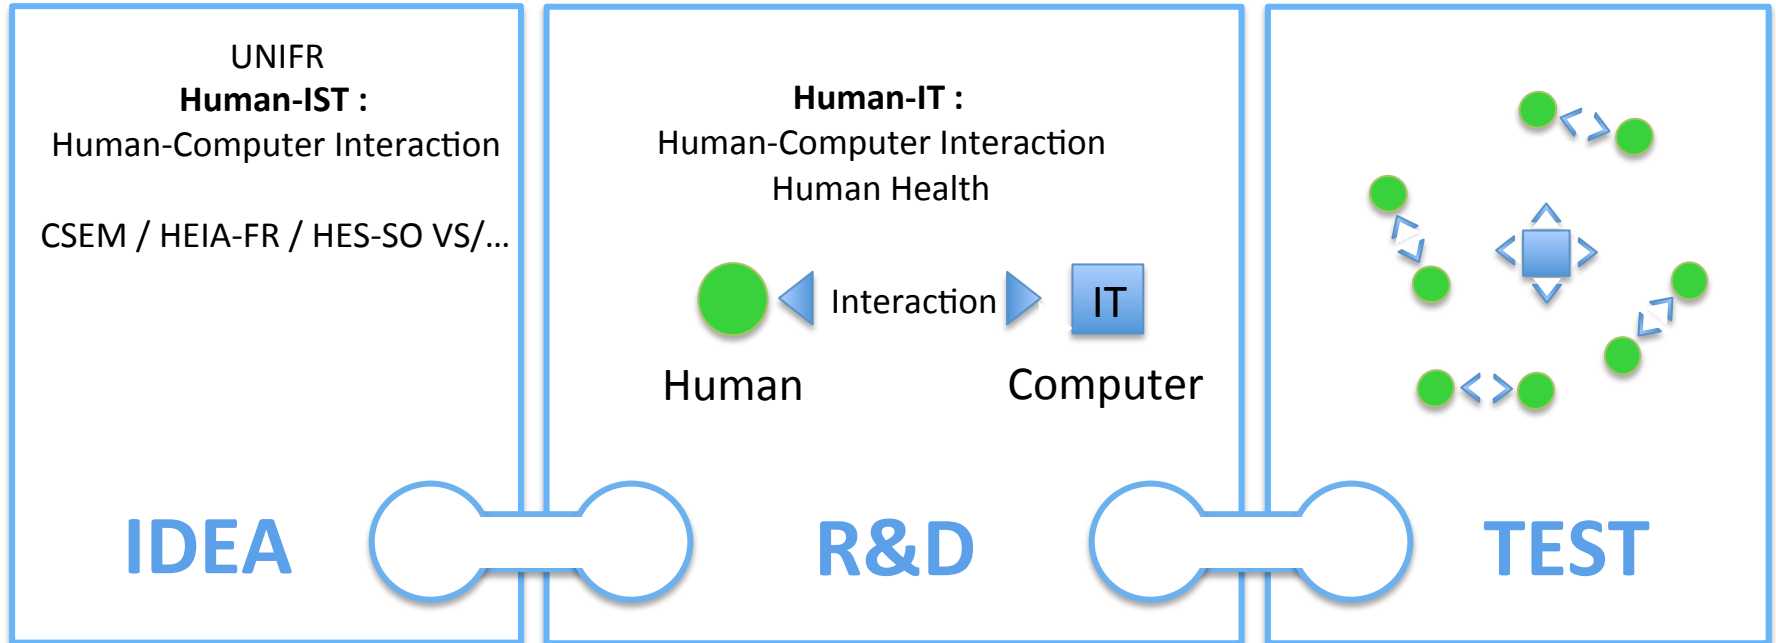 UNIFR
Human-IST :
Human-Computer Interaction
CSEM / HEIA-FR / HES-SO VS/...
IDEA
Human-IT :
Human-Computer Interaction
Human Health
Interaction
IT
Human
Computer
R&D
TEST